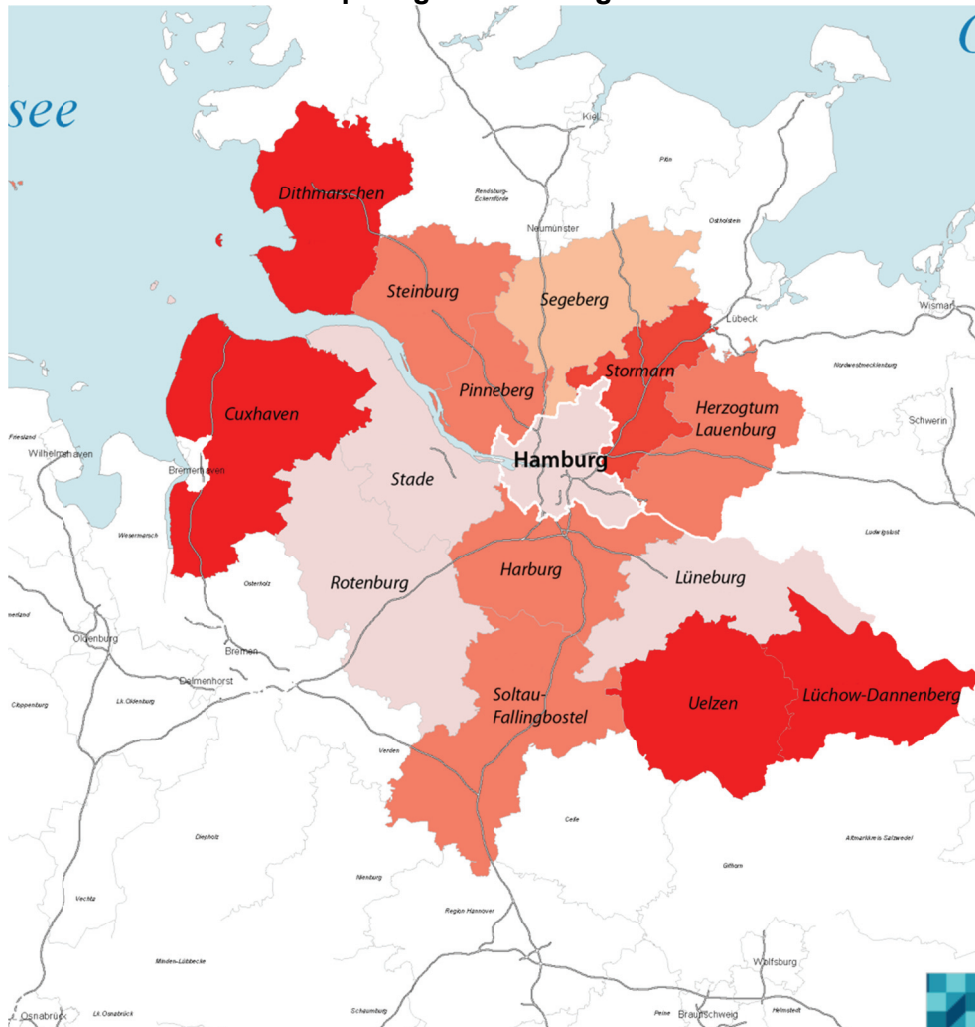 see
Kiel
Plön
Dithmarschen
Rendsburg-
Eckernförde
Ostholstein
Neumünster
Steinburg
Segeberg
Wismar
Lübeck
Pinneberg
Stormarn
Nordwestmecklenburg
Cuxhaven
Herzogtum
Lauenburg
Schwerin
Friesland
Wilhelmshaven
Bremerhaven
Hamburg
Stade
Wesermarsch
Ludwigslust
Osterholz
Rotenburg
Harburg
Lüneburg
Oldenburg
Bremen
Delmenhorst
Cloppenburg
Lk. Oldenburg
Soltau-
Fallingbostel
Uelzen
Lüchow-Dannenberg
Verden
Celle
Diepholz
Altmarkkreis Salzwedel
Gifhorn
Nienburg
Vechta
Region Hannover
Minden-Lübbecke
Wolfsburg
Osnabrück
Lk. Osnabrück
Schaumburg
Peine
Braunschweig
Helmstedt